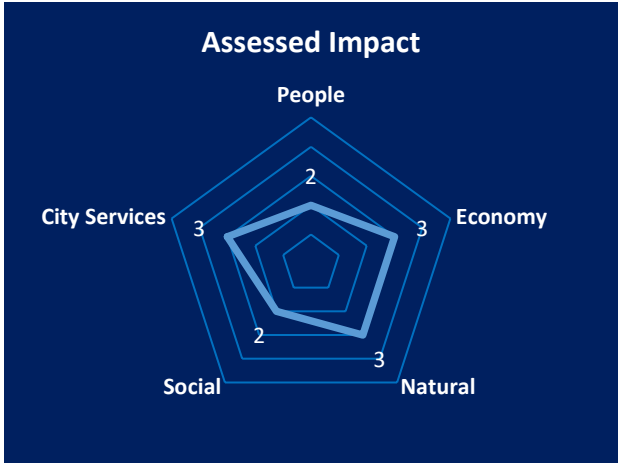 Assessed Impact
People
2
City Services
3
3
Economy
2
3
Social
Natural